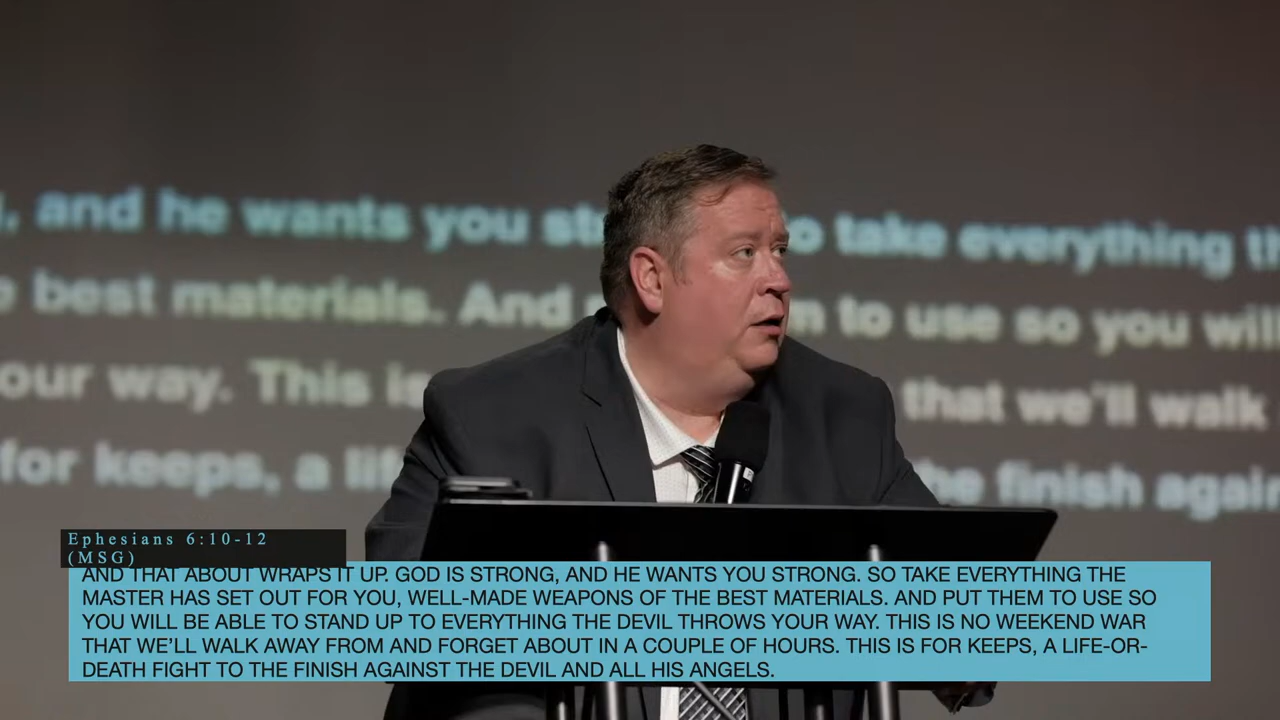 , and he wants you st o take everything th
best materials. And m to use so you will
our way. This is that we'll walk
for keeps, a lif he finish again
Ephesians 6:10-12
(MSG)
AND THAT ABOUT WRAPS IT UP. GOD IS STRONG, AND HE WANTS YOU STRONG. SO TAKE EVERYTHING THE
MASTER HAS SET OUT FOR YOU, WELL-MADE WEAPONS OF THE BEST MATERIALS. AND PUT THEM TO USE SO
YOU WILL BE ABLE TO STAND UP TO EVERYTHING THE DEVIL THROWS YOUR WAY. THIS IS NO WEEKEND WAR
THAT WE’LL WALK AWAY FROM AND FORGET ABOUT IN A COUPLE OF HOURS. THIS IS FOR KEEPS, A LIFE-OR-
DEATH FIGHT TO THE FINISH AGAINST THE DEVIL AND ALL HIS ANGELS.